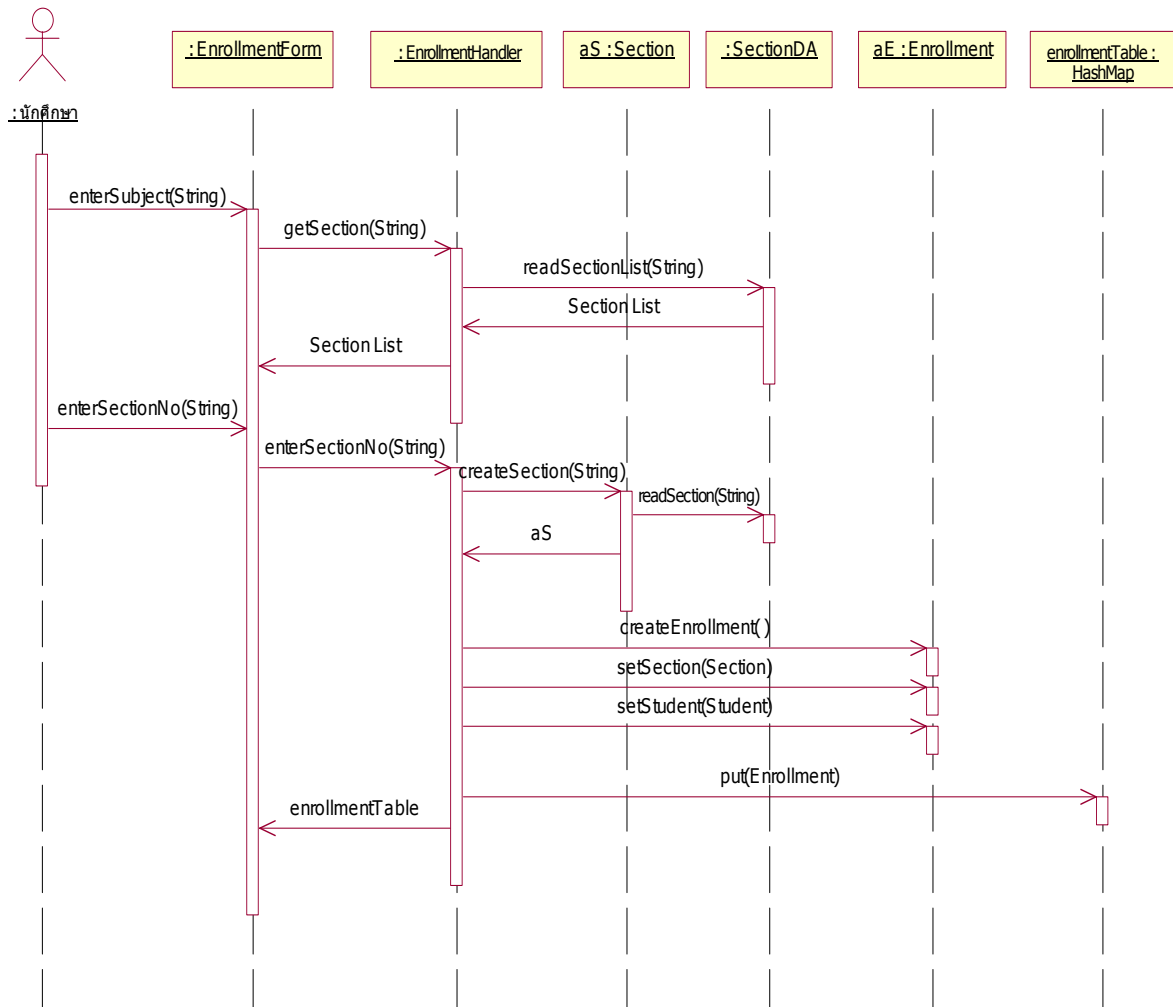 : EnrollmentForm
: EnrollmentHandler
aS : Section
: SectionDA
aE : Enrollment
enrollmentTable :
HashMap
: นักศึกษา
enterSubject(String)
getSection(String)
readSectionList(String)
Section List
Section List
enterSectionNo(String)
enterSectionNo(String)
createSection(String)
readSection(String)
aS
createEnrollment( )
setSection(Section)
setStudent(Student)
put(Enrollment)
enrollmentTable